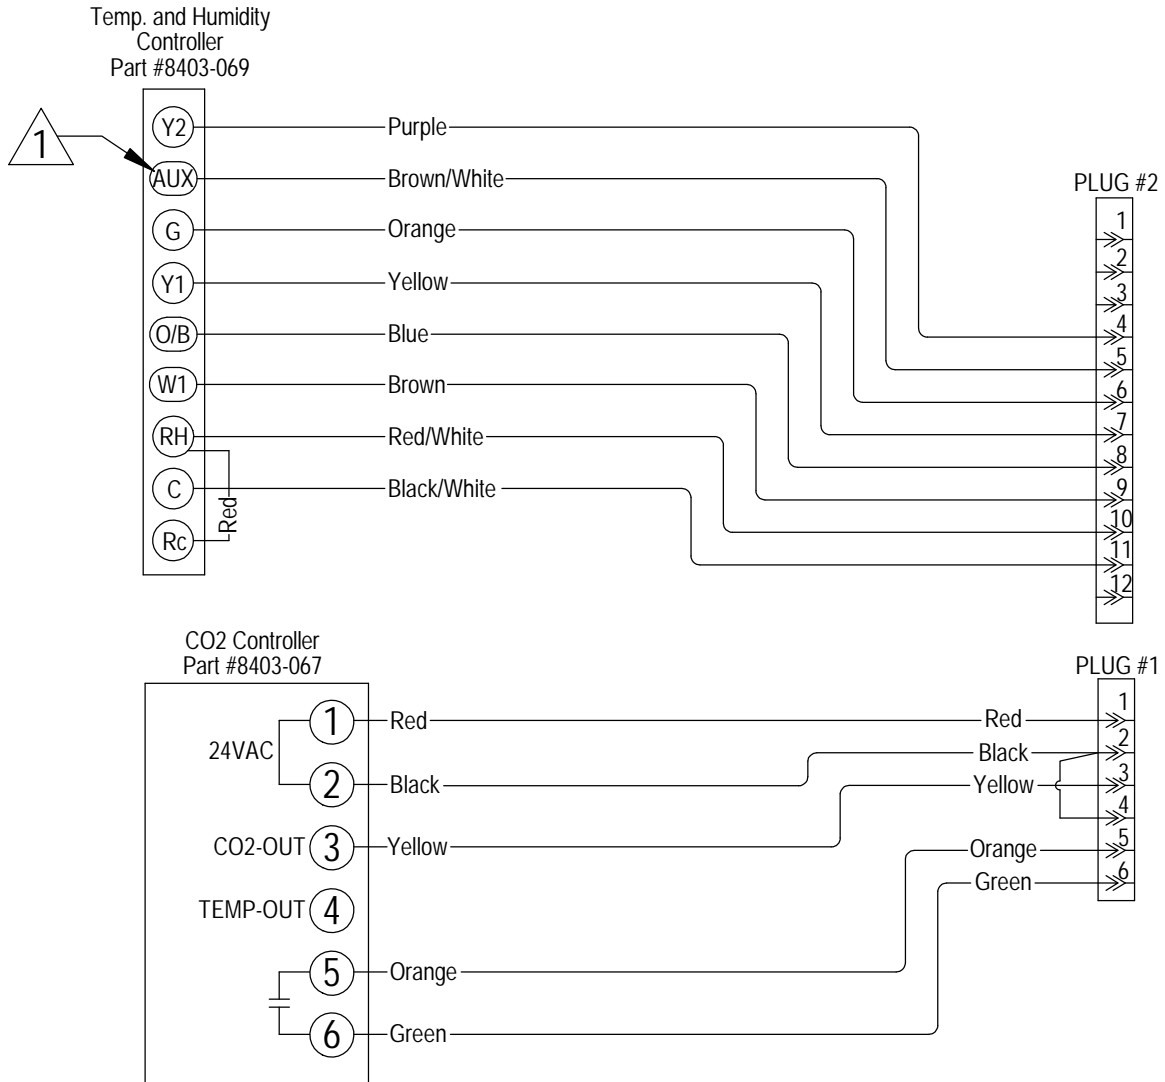 Temp. and Humidity
Controller
Part #8403-069
1
Y2 Purple
AUX Brown/White
G Orange
Y1 Yellow
O/B Blue
W1 Brown
RH Red/White
C Black/White
Red
Rc
PLUG #2
1
2
3
4
5
6
7
8
9
10
11
12
CO2 Controller
Part #8403-067
24VAC
1 Red
2 Black
CO2-OUT 3 Yellow
TEMP-OUT 4
5 Orange
6 Green
PLUG #1
Red 1
Black 2
Yellow 3
4
Orange 5
Green 6